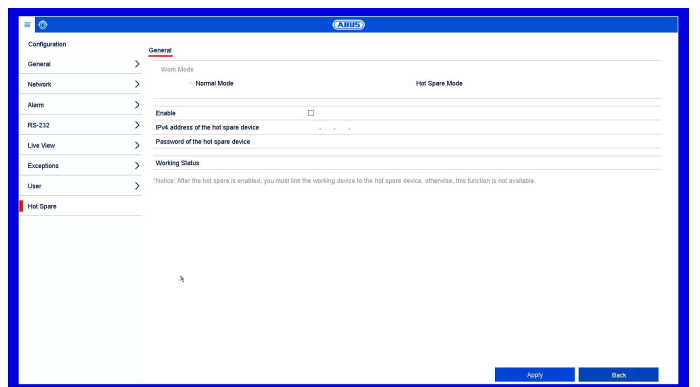 ABUS
Configuration
General
General
Work Mode
Network
Normal Mode
Hot Spare Mode
Alarm
Enable
RS-232
IPv4 address of the hot spare device
. . .
Live View
Password of the hot spare device
Exceptions
Working Status
User
*Notice: After the hot spare is enabled, you must link the working device to the hot spare device, otherwise, this function is not available.
Hot Spare
Apply
Back